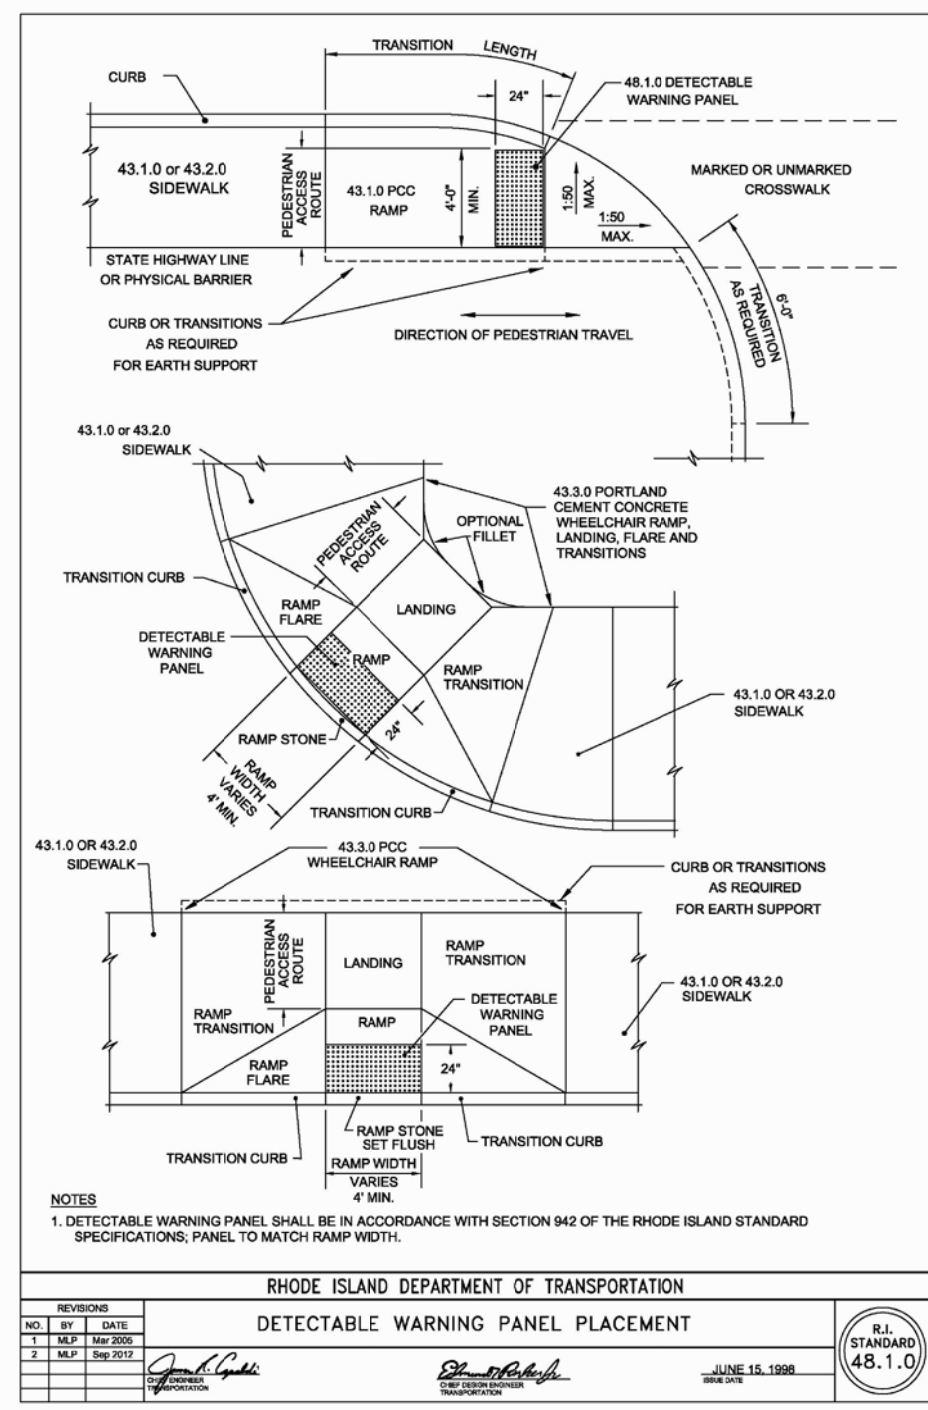 TRANSITION LENGTH
CURB
24"
48.1.0 DETECTABLE
WARNING PANEL
43.1.0 or 43.2.0
SIDEWALK
PEDESTRIAN
ACCESS
ROUTE
43.1.0 PCC
RAMP
4'-0"
MIN.
1:50
MAX.
1:50
MAX.
MARKED OR UNMARKED
CROSSWALK
STATE HIGHWAY LINE
OR PHYSICAL BARRIER
CURB OR TRANSITIONS
AS REQUIRED
FOR EARTH SUPPORT
DIRECTION OF PEDESTRIAN TRAVEL
6'-0"
TRANSITION
AS REQUIRED
43.1.0 or 43.2.0
SIDEWALK
PEDESTRIAN
ACCESS
ROUTE
OPTIONAL
FILLET
43.3.0 PORTLAND
CEMENT CONCRETE
WHEELCHAIR RAMP,
LANDING, FLARE AND
TRANSITIONS
TRANSITION CURB
RAMP
FLARE
LANDING
DETECTABLE
WARNING
PANEL
RAMP
RAMP
TRANSITION
43.1.0 OR 43.2.0
SIDEWALK
RAMP STONE
24"
RAMP
WIDTH
VARIES
4' MIN.
TRANSITION CURB
43.1.0 OR 43.2.0
SIDEWALK
43.3.0 PCC
WHEELCHAIR RAMP
CURB OR TRANSITIONS
AS REQUIRED
FOR EARTH SUPPORT
PEDESTRIAN
ACCESS
ROUTE
LANDING
RAMP
TRANSITION
43.1.0 OR 43.2.0
SIDEWALK
DETECTABLE
WARNING
PANEL
RAMP
TRANSITION
RAMP
RAMP
FLARE
24"
RAMP STONE
SET FLUSH
TRANSITION CURB
TRANSITION CURB
RAMP WIDTH
VARIES
4' MIN.
NOTES
1. DETECTABLE WARNING PANEL SHALL BE IN ACCORDANCE WITH SECTION 942 OF THE RHODE ISLAND STANDARD
SPECIFICATIONS; PANEL TO MATCH RAMP WIDTH.
RHODE ISLAND DEPARTMENT OF TRANSPORTATION
REVISIONS
NO. BY DATE
1 MLP Mar 2005
2 MLP Sep 2012
DETECTABLE WARNING PANEL PLACEMENT
CHIEF ENGINEER
TRANSPORTATION
CHIEF DESIGN ENGINEER
TRANSPORTATION
JUNE 15, 1998
ISSUE DATE
R.I.
STANDARD
48.1.0